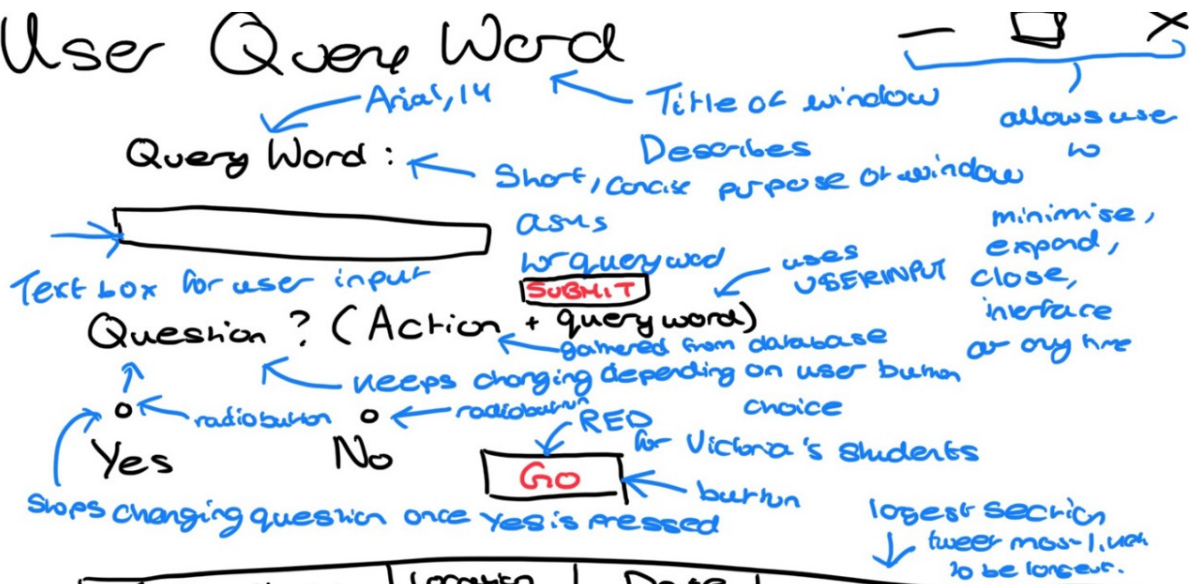 User Query Word
Arial, 14
Title of window
Describes
purpose of window
allows use
to
minimise,
expand,
close,
interface
at any time
Query Word :
Short, concise
asks
for query word
Text box for user input
SUBMIT
uses
USERINPUT
Question ? (Action + query word)
gathered from database
Keeps changing depending on user button
choice
radiobutton
radiobutton
Yes
No
RED
for Victoria's students
GO
button
Stops changing question once Yes is pressed
section
tweet most
to be longest.
Location
Date